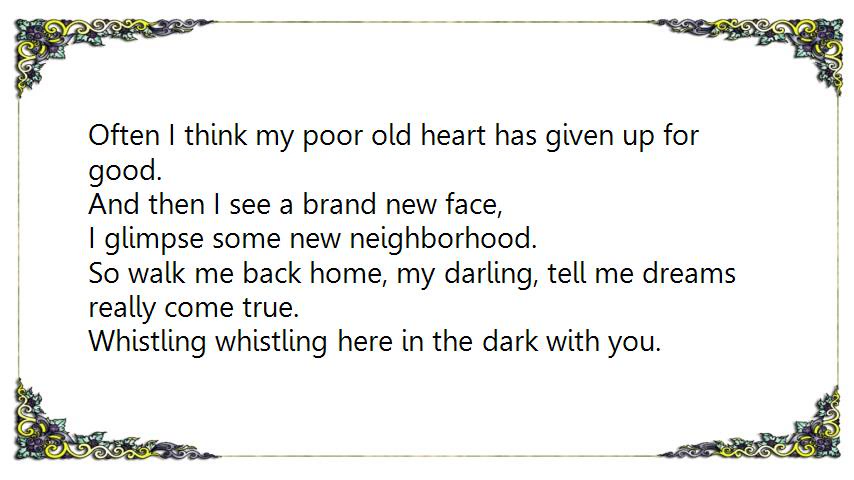 Often I think my poor old heart has given up for
good.
And then I see a brand new face,
I glimpse some new neighborhood.
So walk me back home, my darling, tell me dreams
really come true.
Whistling whistling here in the dark with you.